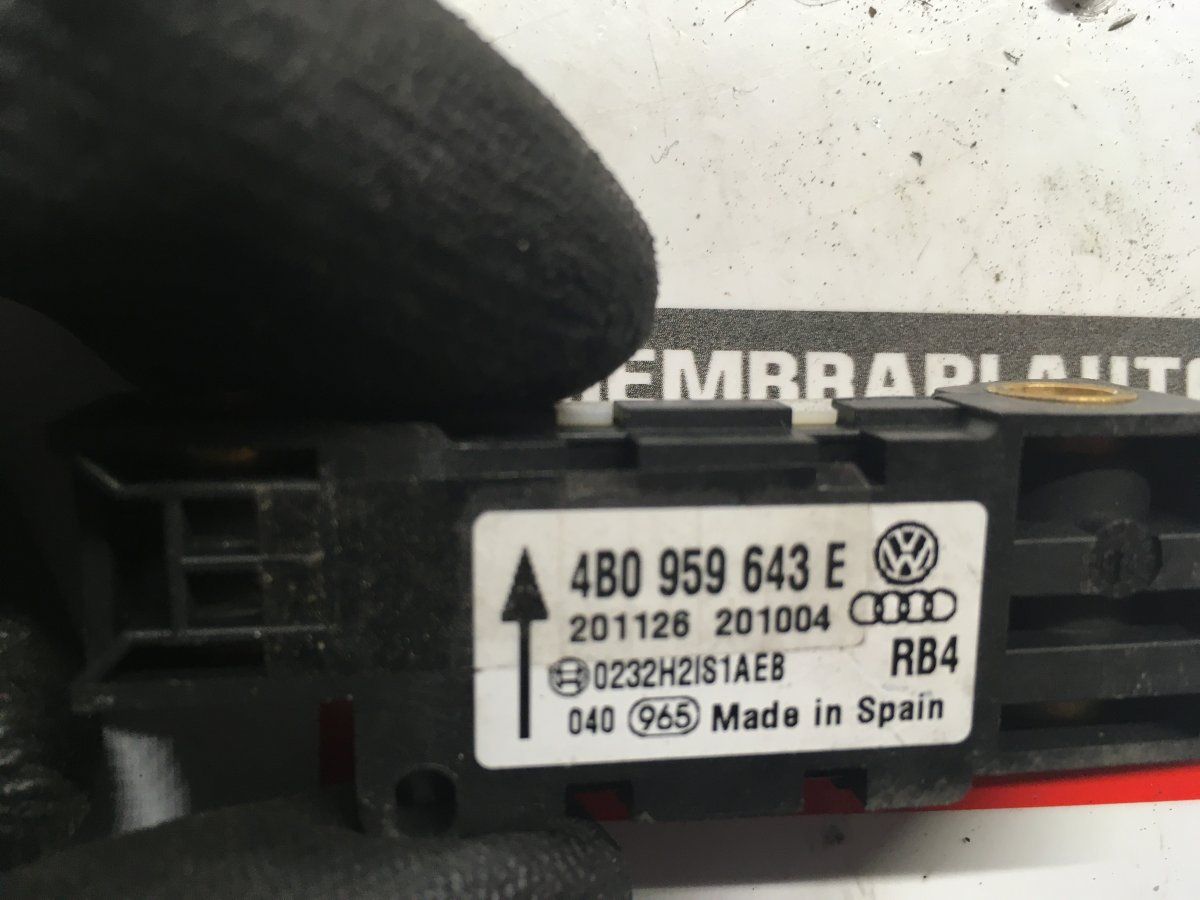 4B0 959 643 E
201126 201004
0232H2IS1AEB RB4
040 965 Made in Spain